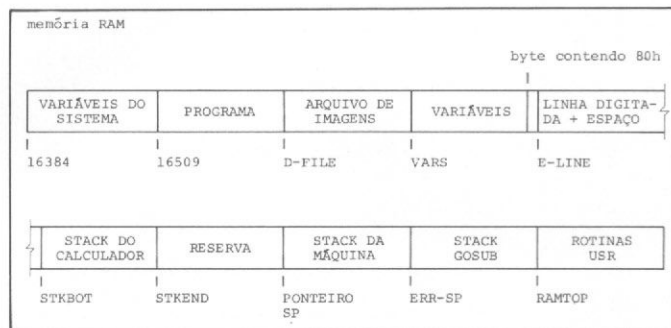 memória RAM
byte contendo 80h
VARIÁVEIS DO SISTEMA
PROGRAMA
ARQUIVO DE IMAGENS
VARIÁVEIS
LINHA DIGITA-DA + ESPAÇO
16384
16509
D-FILE
VARS
E-LINE
STACK DO CALCULADOR
RESERVA
STACK DA MÁQUINA
STACK GOSUB
ROTINAS USR
STKBOT
STKEND
PONTEIRO SP
ERR-SP
RAMTOP